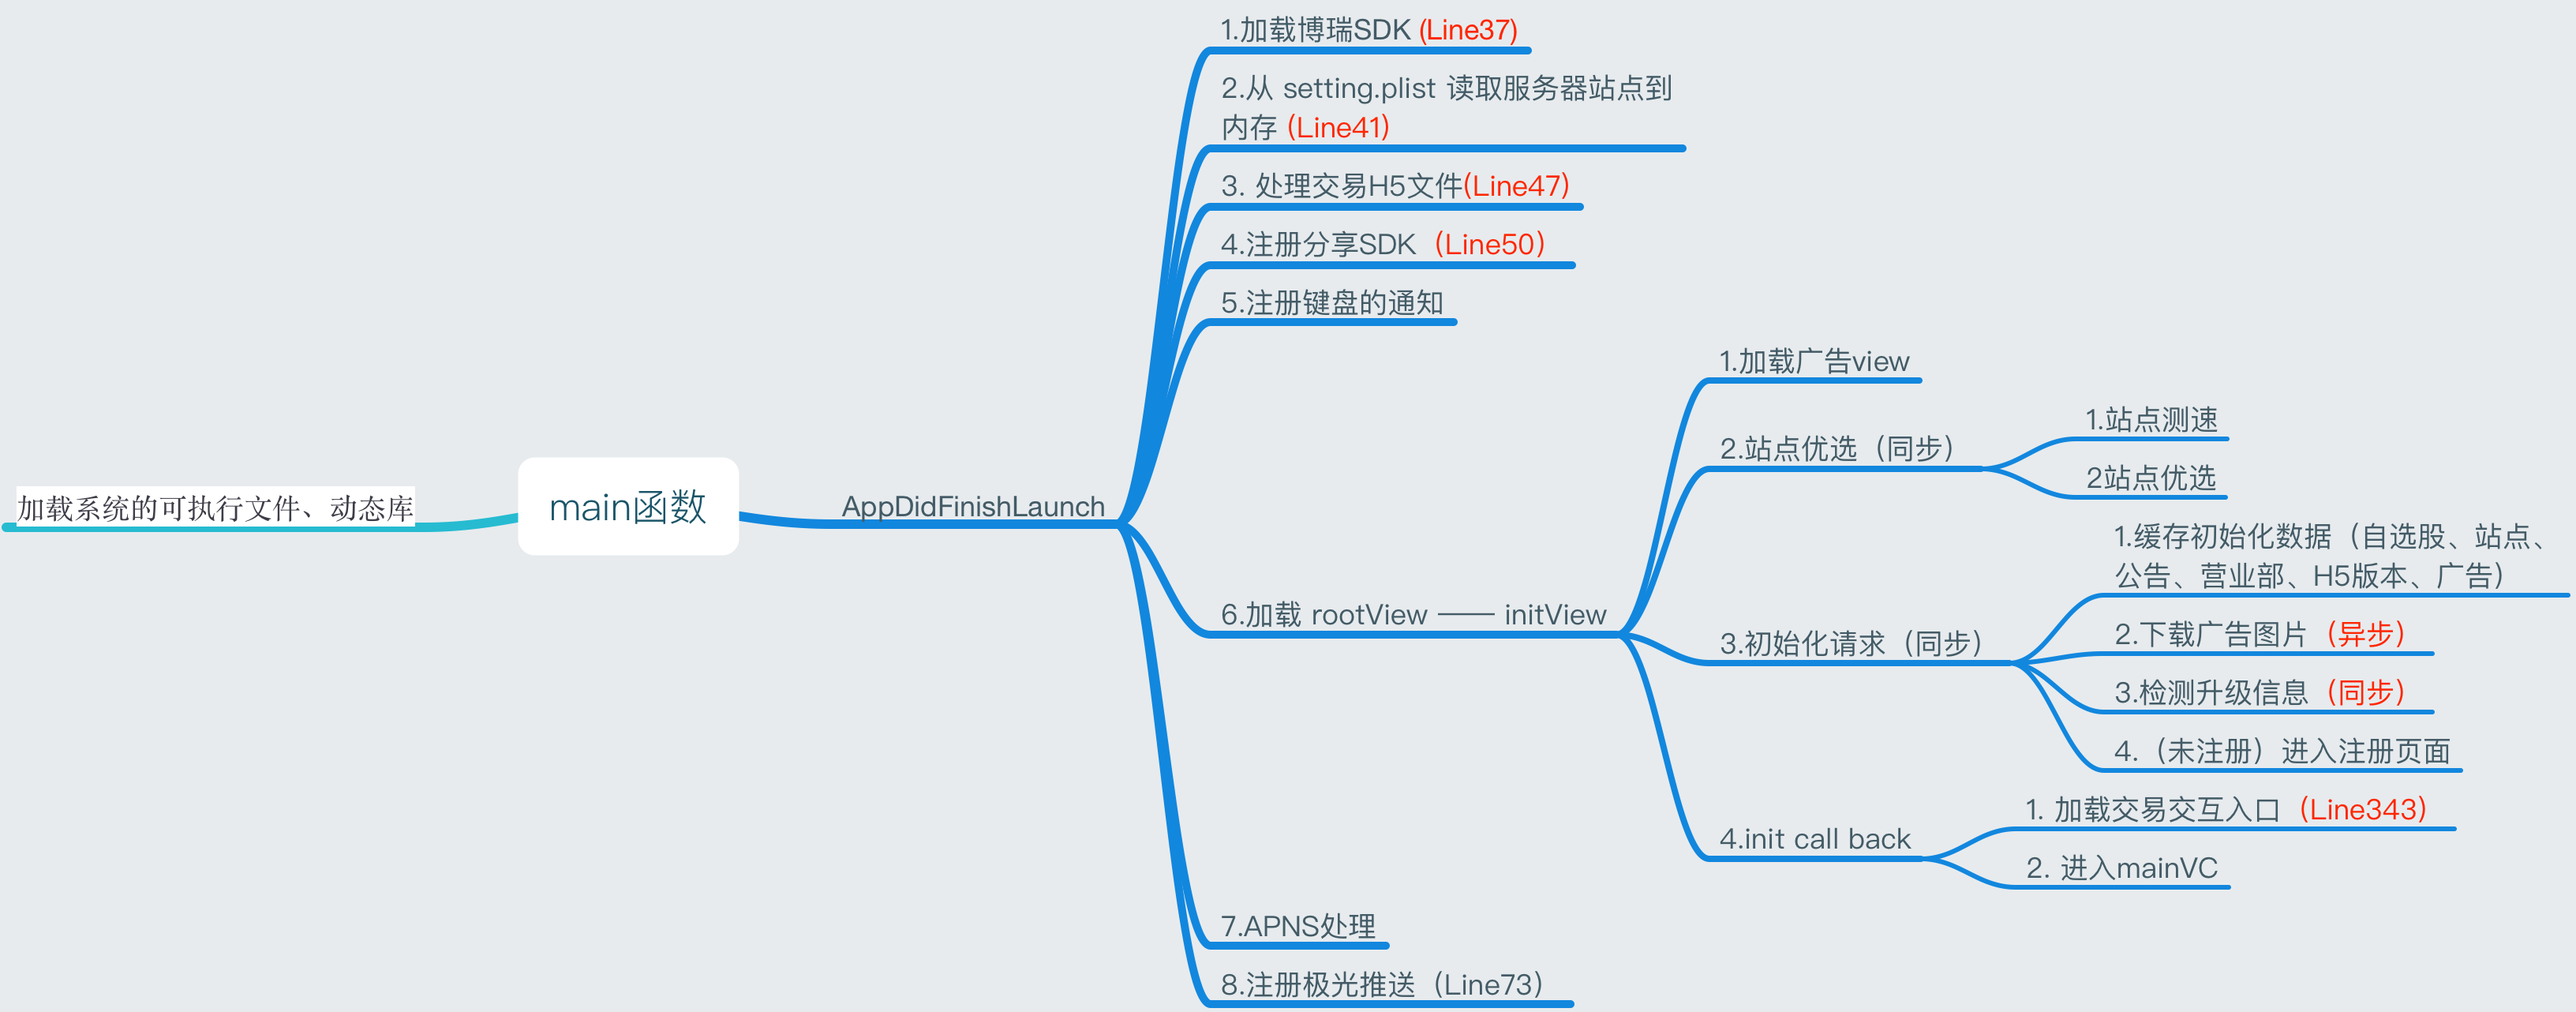 加载系统的可执行文件、动态库
main函数
AppDidFinishLaunch
1.加载博瑞SDK (Line37)
2.从 setting.plist 读取服务器站点到
内存 (Line41)
3. 处理交易H5文件(Line47)
4.注册分享SDK（Line50）
5.注册键盘的通知
6.加载 rootView —— initView
1.加载广告view
2.站点优选（同步）
1.站点测速
2站点优选
3.初始化请求（同步）
1.缓存初始化数据（自选股、站点、
公告、营业部、H5版本、广告）
2.下载广告图片（异步）
3.检测升级信息（同步）
4.（未注册）进入注册页面
4.init call back
1. 加载交易交互入口（Line343）
2. 进入mainVC
7.APNS处理
8.注册极光推送（Line73）